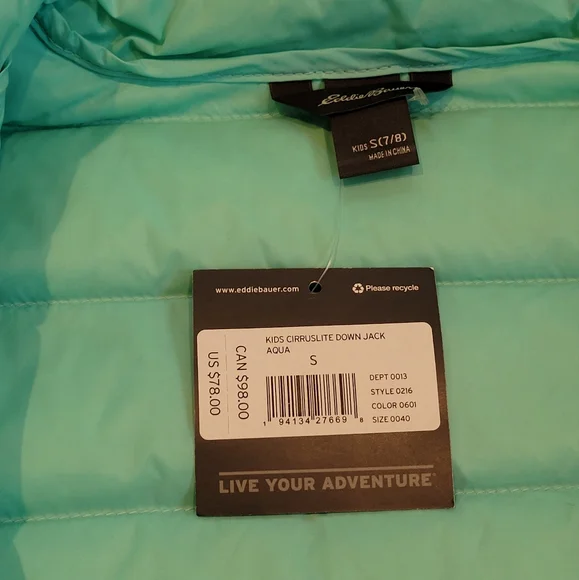 Eddie Bauer
KIDS S(7/8)
MADE IN CHINA
www.eddiebauer.com
Please recycle
KIDS CIRRUSLITE DOWN JACK
AQUA
S
CAN $98.00
US $78.00
DEPT 0013
STYLE 0216
COLOR 0601
SIZE 0040
1 94134 27669 8
LIVE YOUR ADVENTURE™